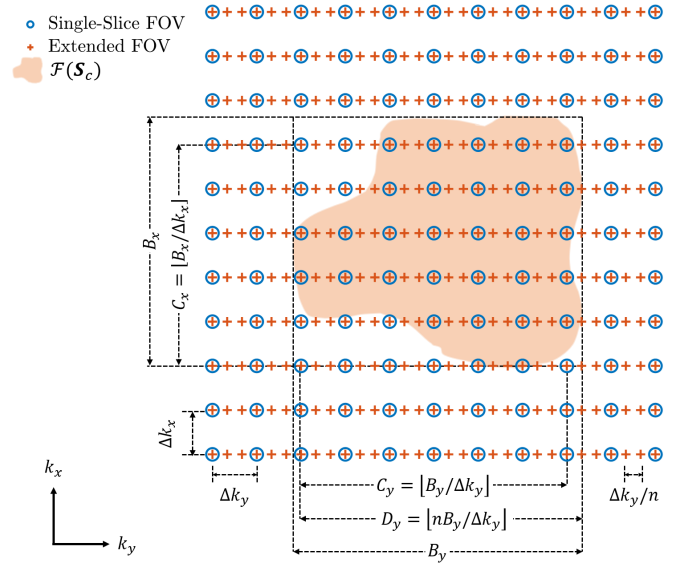 Single-Slice FOV
Extended FOV
ℱ(𝑺𝑐)
B_x
C_x = ⌊B_x/Δk_x⌋
Δk_x
Δk_y
k_x
k_y
C_y = ⌊B_y/Δk_y⌋
D_y = ⌊nB_y/Δk_y⌋
B_y
Δk_y/n